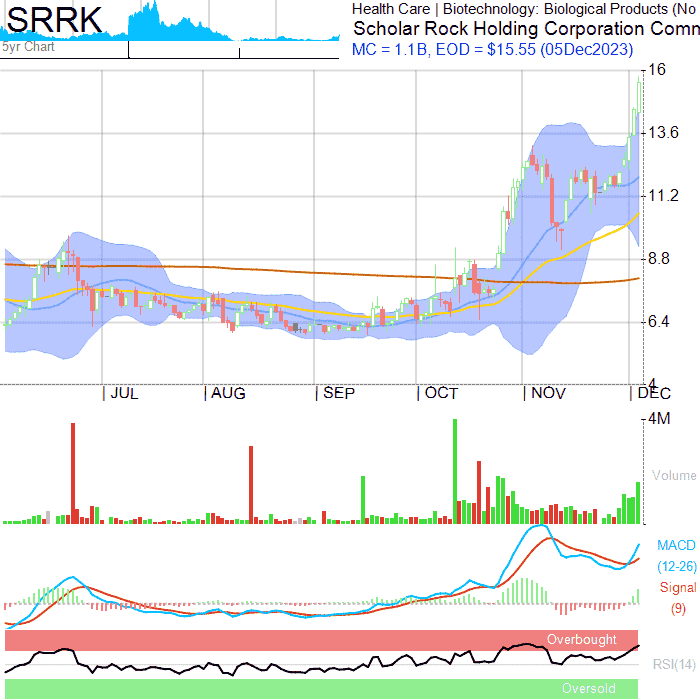 SRRK
5yr Chart
Health Care | Biotechnology: Biological Products (No
Scholar Rock Holding Corporation Comm
MC = 1.1B, EOD = $15.55 (05Dec2023)
16
13.6
11.2
8.8
6.4
4
JUL
AUG
SEP
OCT
NOV
DEC
4M
Volume
MACD
(12-26)
Signal
(9)
Overbought
RSI(14)
Oversold